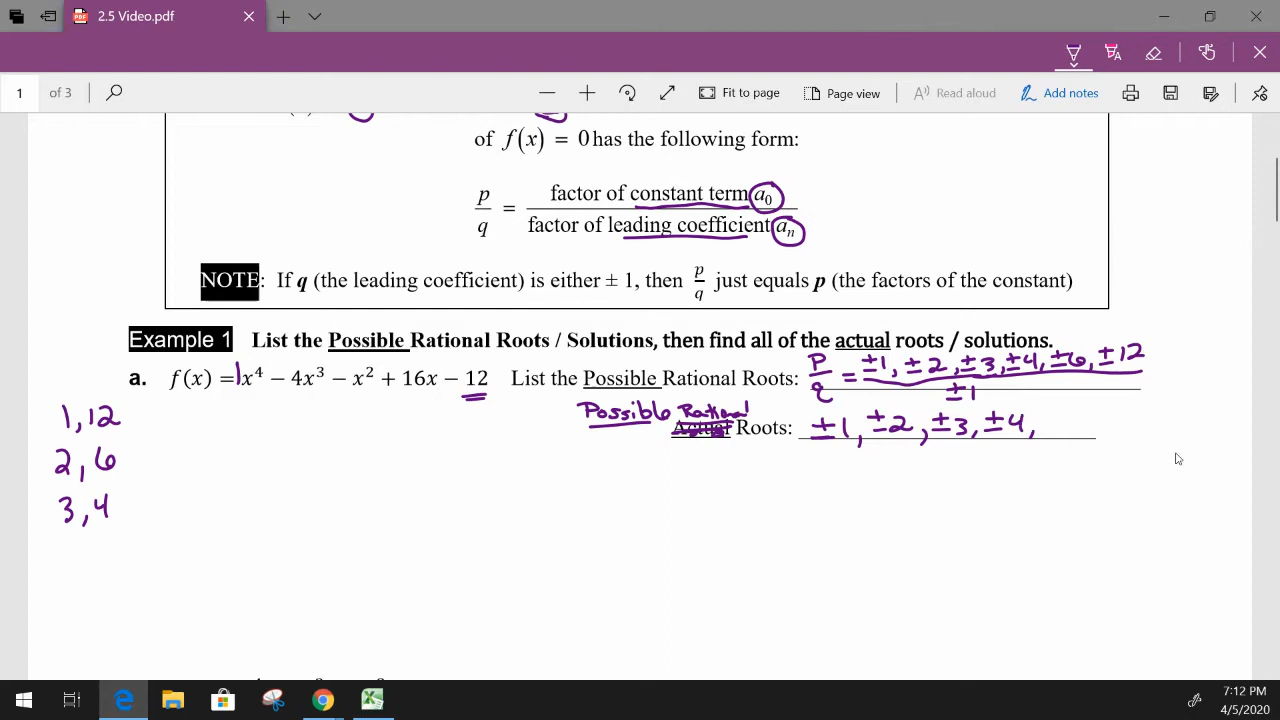 2.5 Video.pdf
1 of 3 Fit to page Page view Read aloud Add notes
of f(x) = 0 has the following form:
p/q = factor of constant term a₀ / factor of leading coefficient aₙ
NOTE: If q (the leading coefficient) is either ± 1, then p/q just equals p (the factors of the constant)
Example 1 List the Possible Rational Roots / Solutions, then find all of the actual roots / solutions.
a. f(x) = 1x⁴ − 4x³ − x² + 16x − 12 List the Possible Rational Roots: P/q = ±1, ±2, ±3, ±4, ±6, ±12 / ±1
Possible Rational
Actual Roots: ±1, ±2, ±3, ±4,
1, 12
2, 6
3, 4
7:12 PM
4/5/2020